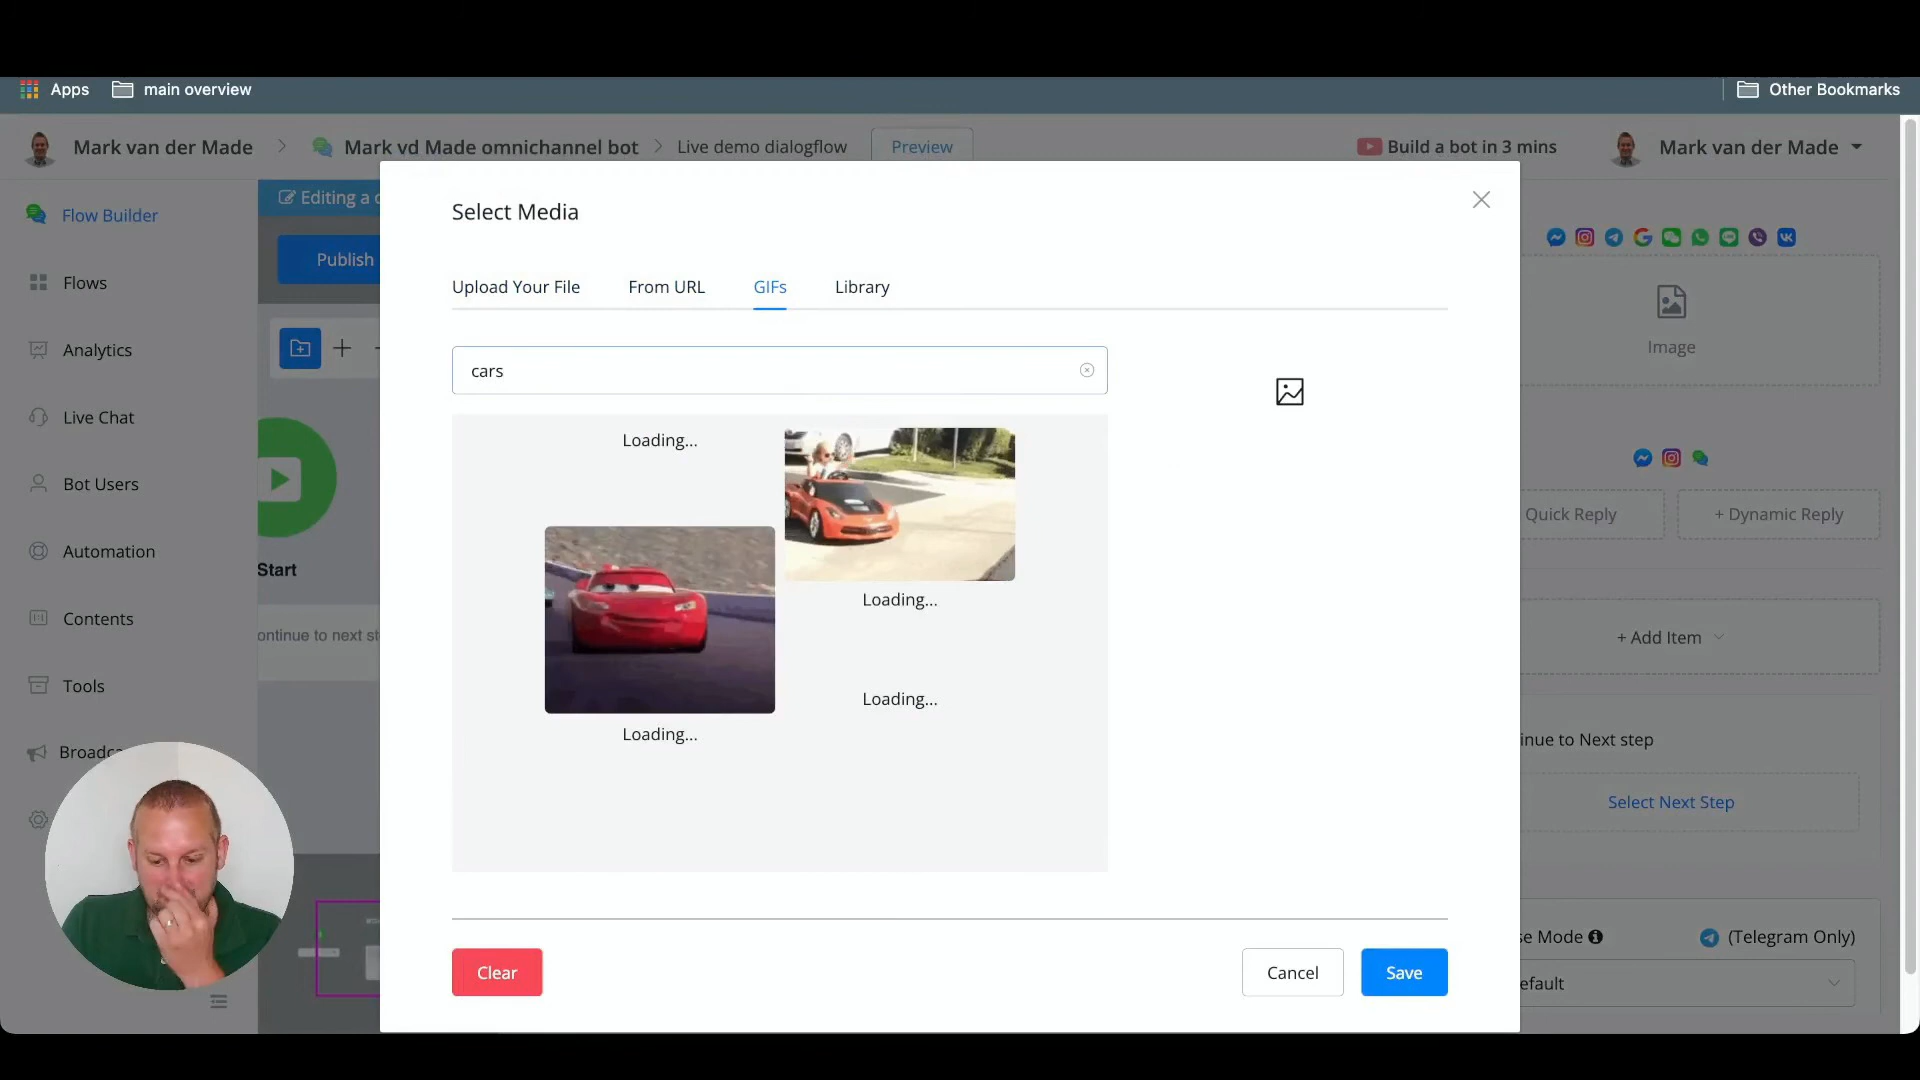 Apps
main overview
Other Bookmarks
Mark van der Made
Mark vd Made omnichannel bot
Live demo dialogflow
Preview
Build a bot in 3 mins
Mark van der Made
Flow Builder
Flows
Analytics
Live Chat
Bot Users
Automation
Contents
Tools
Broadc
Editing a c
Publish
Start
ontinue to next st
Select Media
Upload Your File
From URL
GIFs
Library
cars
Loading...
Loading...
Loading...
Loading...
Clear
Cancel
Save
Image
Quick Reply
+ Dynamic Reply
+ Add Item
inue to Next step
Select Next Step
se Mode
(Telegram Only)
efault